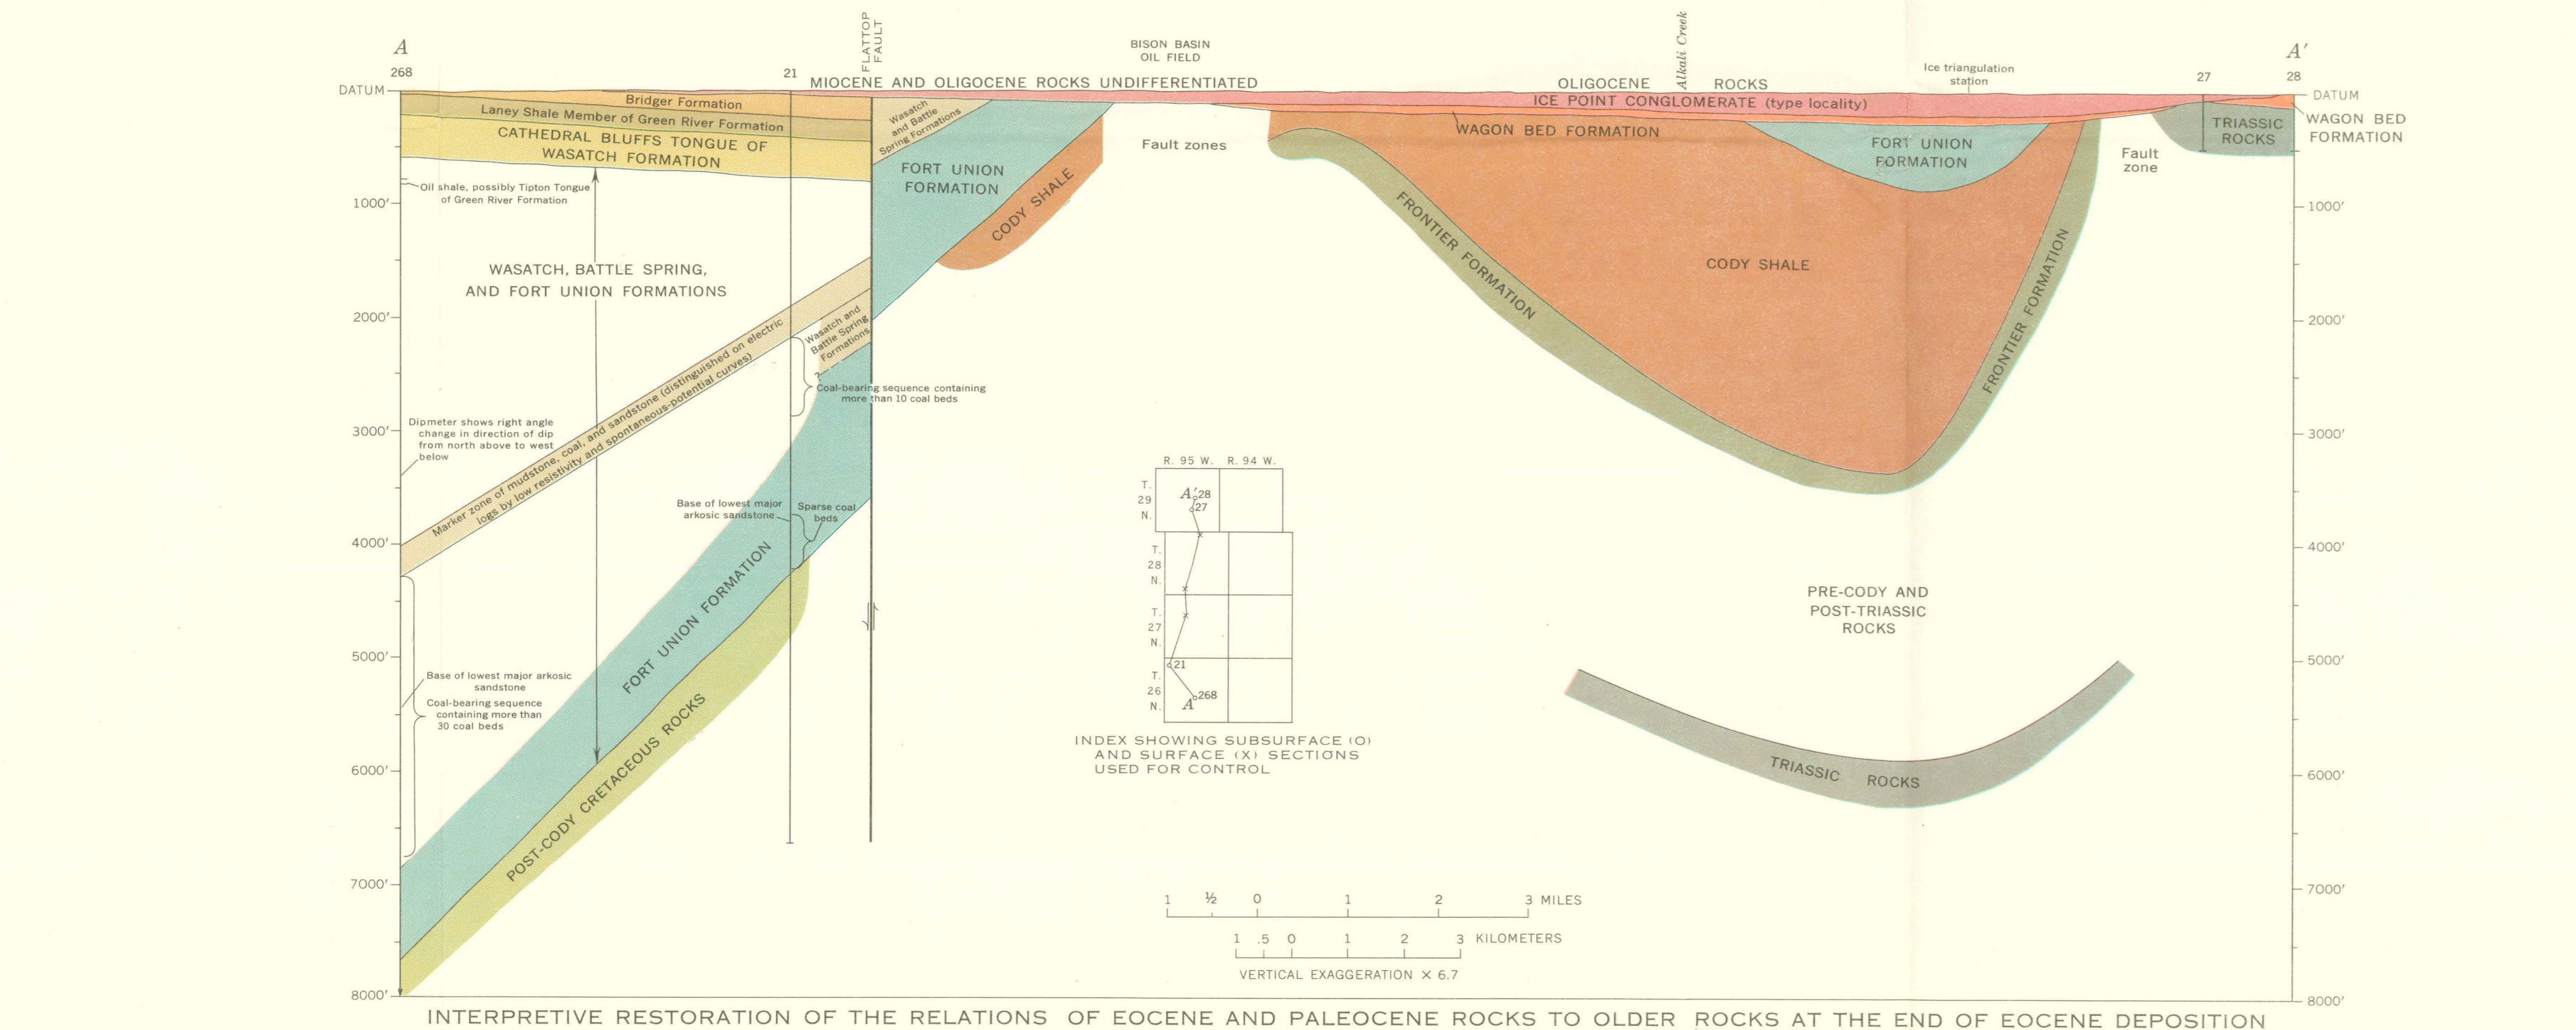 A
268
21
FLATTOP
FAULT
BISON BASIN
OIL FIELD
Alkali Creek
Ice triangulation
station
27
A′
28
DATUM
MIOCENE AND OLIGOCENE ROCKS UNDIFFERENTIATED
OLIGOCENE ROCKS
DATUM
Bridger Formation
Laney Shale Member of Green River Formation
CATHEDRAL BLUFFS TONGUE OF
WASATCH FORMATION
Wasatch
and Battle
Spring Formations
ICE POINT CONGLOMERATE (type locality)
WAGON BED FORMATION
Fault zones
FORT UNION
FORMATION
FORT UNION
FORMATION
CODY SHALE
Fault
zone
TRIASSIC
ROCKS
WAGON BED
FORMATION
Oil shale, possibly Tipton Tongue
of Green River Formation
1000′
1000′
WASATCH, BATTLE SPRING,
AND FORT UNION FORMATIONS
FRONTIER FORMATION
CODY SHALE
FRONTIER FORMATION
2000′
2000′
Marker zone of mudstone, coal, and sandstone (distinguished on electric
logs by low resistivity and spontaneous-potential curves)
Wasatch and
Battle Spring
Formations
?
Coal-bearing sequence containing
more than 10 coal beds
Dipmeter shows right angle
change in direction of dip
from north above to west
below
3000′
3000′
Base of lowest major
arkosic sandstone
Sparse coal
beds
4000′
4000′
R. 95 W. R. 94 W.
T.
29
N.
A′ 28
27
T.
28
N.
T.
27
N.
21
T.
26
N.
268
A
INDEX SHOWING SUBSURFACE (O)
AND SURFACE (X) SECTIONS
USED FOR CONTROL
PRE-CODY AND
POST-TRIASSIC
ROCKS
5000′
5000′
FORT UNION FORMATION
POST-CODY CRETACEOUS ROCKS
Base of lowest major arkosic
sandstone
Coal-bearing sequence
containing more than
30 coal beds
6000′
6000′
TRIASSIC ROCKS
7000′
7000′
1 ½ 0 1 2 3 MILES
1 .5 0 1 2 3 KILOMETERS
VERTICAL EXAGGERATION × 6.7
8000′
8000′
INTERPRETIVE RESTORATION OF THE RELATIONS OF EOCENE AND PALEOCENE ROCKS TO OLDER ROCKS AT THE END OF EOCENE DEPOSITION